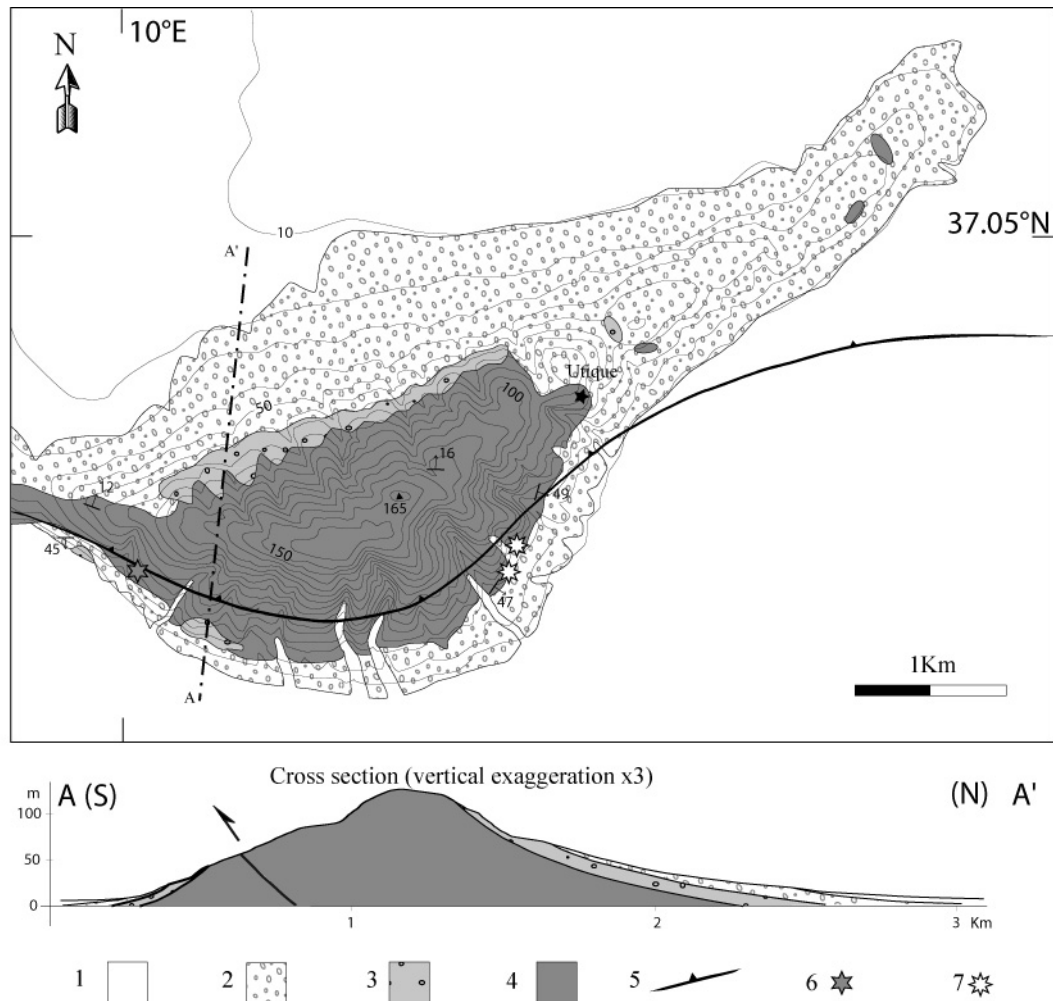 10°E
N
37.05°N
10
A'
Utique
100
50
16
12
165
49
150
45
47
A
1Km
Cross section (vertical exaggeration x3)
m
A (S)
(N) A'
100
50
0
1 2 3 Km
1 2 3 4 5 6 7